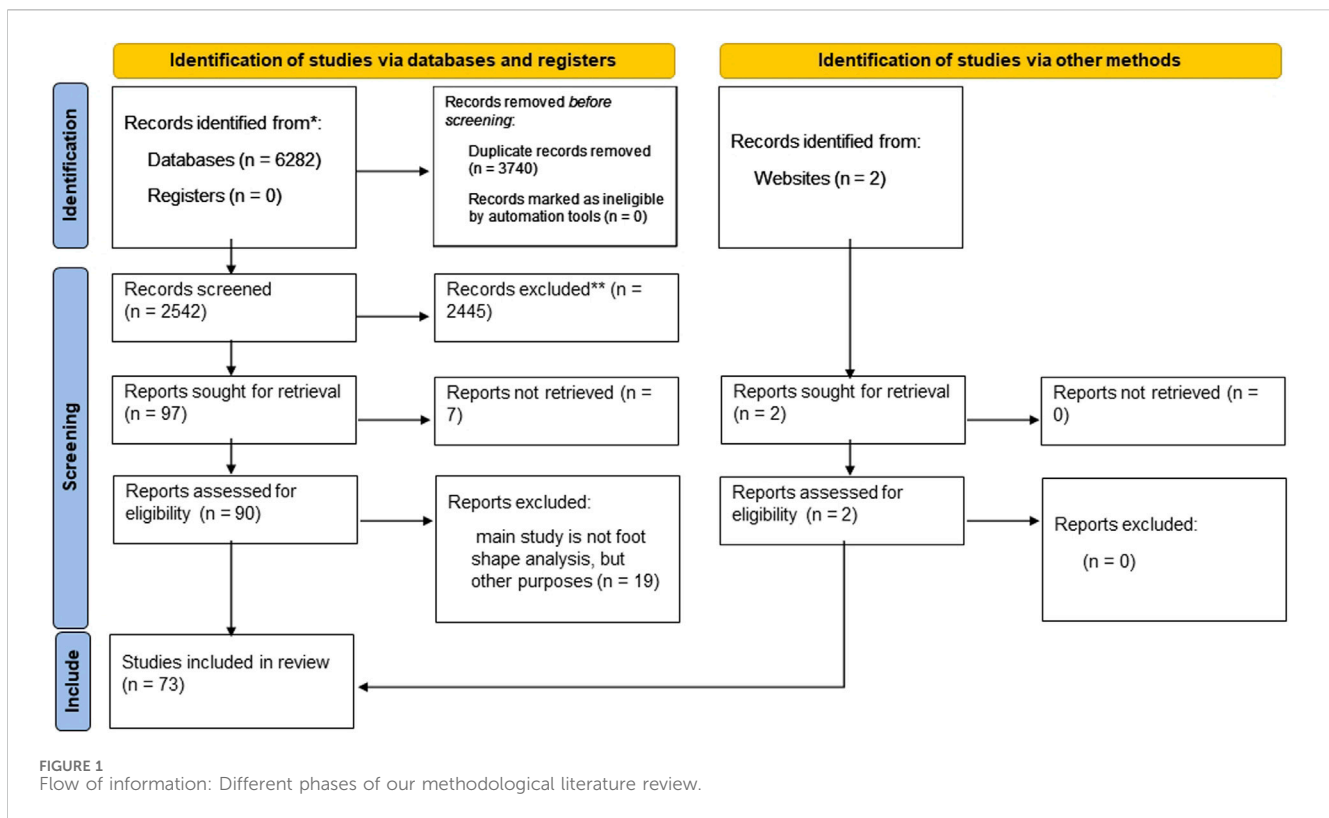 Identification of studies via databases and registers
Identification of studies via other methods
Identification
Records identified from*:
Databases (n = 6282)
Registers (n = 0)
Records removed before
screening:
Duplicate records removed
(n = 3740)
Records marked as ineligible
by automation tools (n = 0)
Records identified from:
Websites (n = 2)
Screening
Records screened
(n = 2542)
Records excluded** (n =
2445)
Reports sought for retrieval
(n = 97)
Reports not retrieved (n =
7)
Reports sought for retrieval
(n = 2)
Reports not retrieved (n =
0)
Reports assessed for
eligibility (n = 90)
Reports excluded:
main study is not foot
shape analysis, but
other purposes (n = 19)
Reports assessed for
eligibility (n = 2)
Reports excluded:
(n = 0)
Include
Studies included in review
(n = 73)
FIGURE 1
Flow of information: Different phases of our methodological literature review.